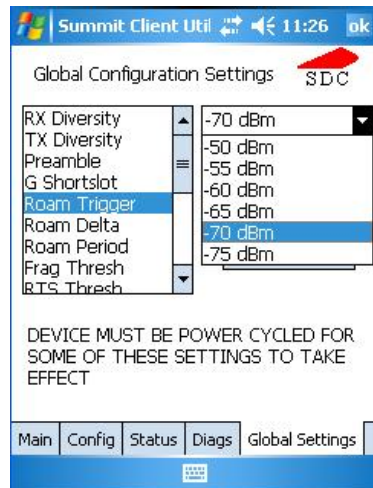 Summit Client Util 11:26 ok
Global Configuration Settings
SDC
RX Diversity
TX Diversity
Preamble
G Shortslot
Roam Trigger
Roam Delta
Roam Period
Frag Thresh
RTS Thresh
-70 dBm
-50 dBm
-55 dBm
-60 dBm
-65 dBm
-70 dBm
-75 dBm
DEVICE MUST BE POWER CYCLED FOR
SOME OF THESE SETTINGS TO TAKE
EFFECT
Main Config Status Diags Global Settings